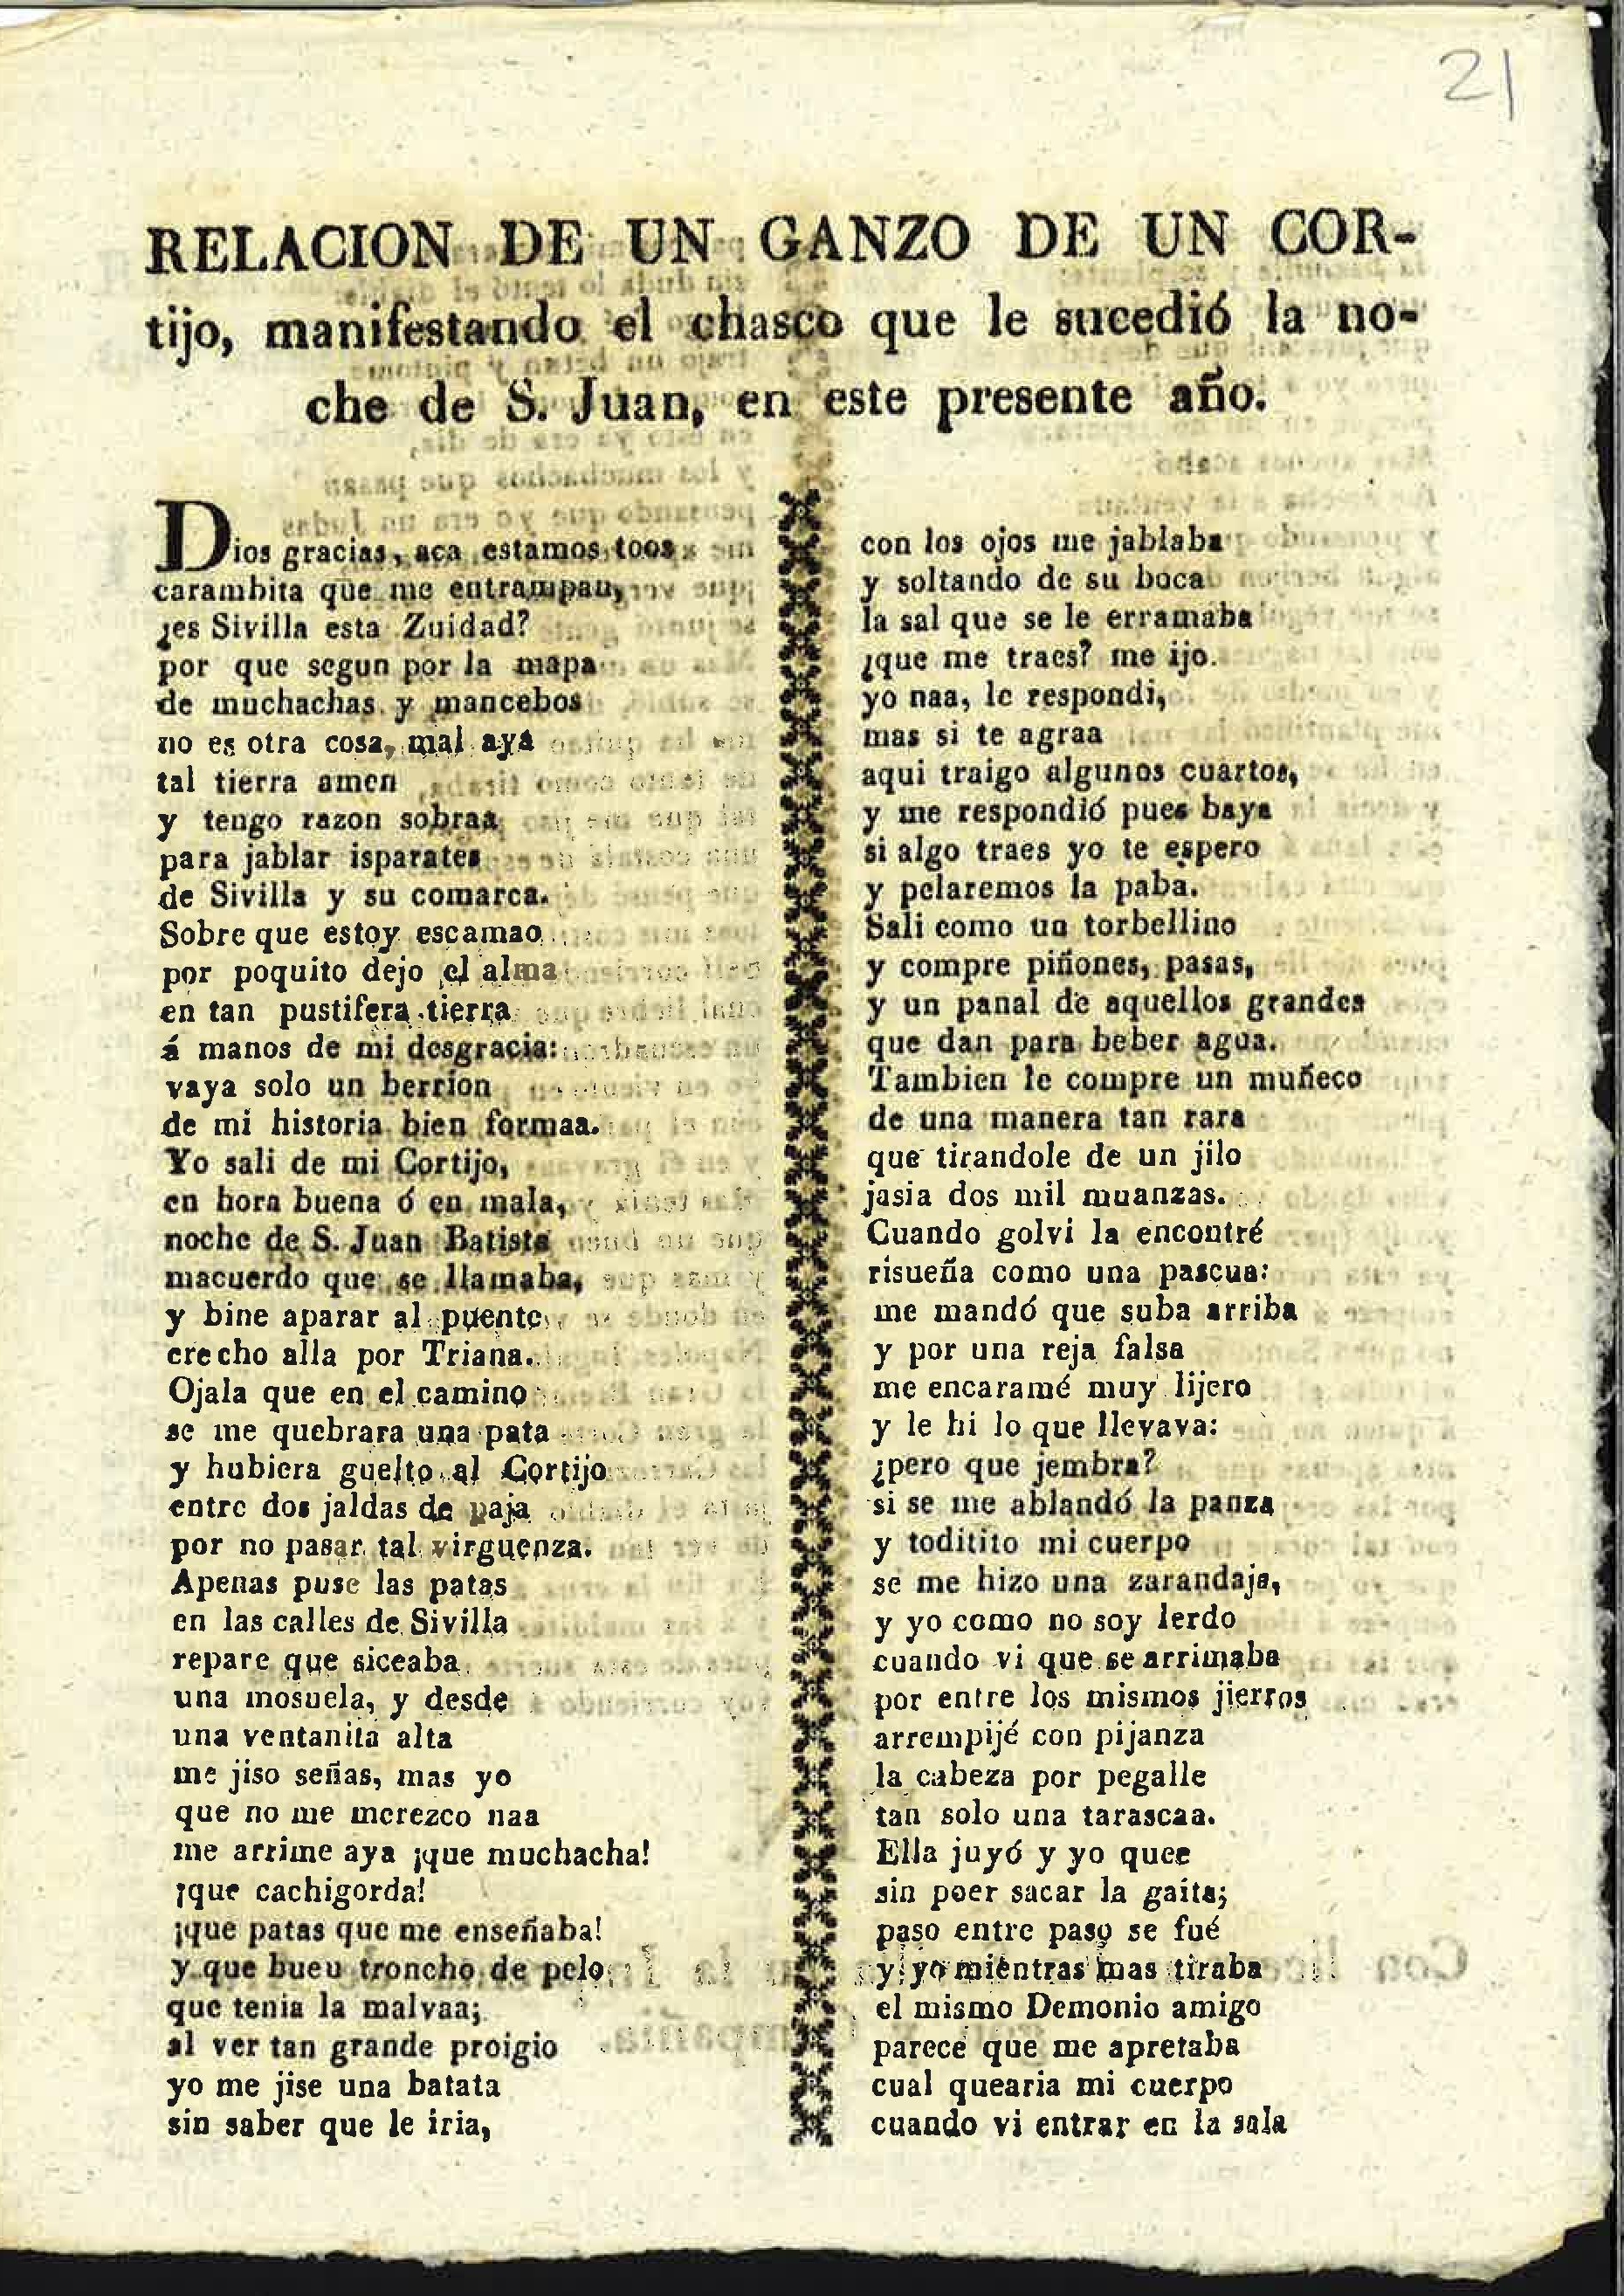 21
RELACION DE UN GANZO DE UN COR-
tijo, manifestando el chasco que le sucedió la no-
che de S. Juan, en este presente año.
Dios gracias, aca estamos toos
carambita que me entrampan,
¿es Sivilla esta Zuidad?
por que segun por la mapa
de muchachas y mancebos
no es otra cosa, mal aya
tal tierra amen
y tengo razon sobraa
para jablar isparates
de Sivilla y su comarca.
Sobre que estoy escamao
por poquito dejo el alma
en tan pustifera tierra
á manos de mi desgracia:
vaya solo un berrion
de mi historia bien formaa.
Yo sali de mi Cortijo,
en hora buena ó en mala,
noche de S. Juan Batista
macuerdo que se llamaba,
y bine aparar al puente
erecho alla por Triana.
Ojala que en el camino
se me quebrara una pata
y hubiera guelto al Cortijo
entre dos jaldas de paja
por no pasar tal virguenza.
Apenas puse las patas
en las calles de Sivilla
repare que siceaba
una mosuela, y desde
una ventanita alta
me jiso señas, mas yo
que no me merezco naa
me arrime aya ¡que muchacha!
¡que cachigorda!
¡que patas que me enseñaba!
y que bueu troncho de pelo
que tenia la malvaa;
al ver tan grande proigio
yo me jise una batata
sin saber que le iria,
con los ojos me jablaba
y soltando de su boca
la sal que se le erramaba
¿que me traes? me ijo.
yo naa, le respondi,
mas si te agraa
aqui traigo algunos cuartos,
y me respondió pues baya
si algo traes yo te espero
y pelaremos la paba.
Sali como un torbellino
y compre piñones, pasas,
y un panal de aquellos grandes
que dan para beber agua.
Tambien le compre un muñeco
de una manera tan rara
que tirandole de un jilo
jasia dos mil muanzas.
Cuando golvi la encontré
risueña como una pascua:
me mandó que suba arriba
y por una reja falsa
me encaramé muy lijero
y le hi lo que llevava:
¿pero que jembra?
si se me ablandó la panza
y toditito mi cuerpo
se me hizo una zarandaja,
y yo como no soy lerdo
cuando vi que se arrimaba
por entre los mismos jierros
arrempijé con pijanza
la cabeza por pegalle
tan solo una tarascaa.
Ella juyó y yo quee
sin poer sacar la gaita;
paso entre paso se fué
y yo mientras mas tiraba
el mismo Demonio amigo
parece que me apretaba
cual quearia mi cuerpo
cuando vi entrar en la sala